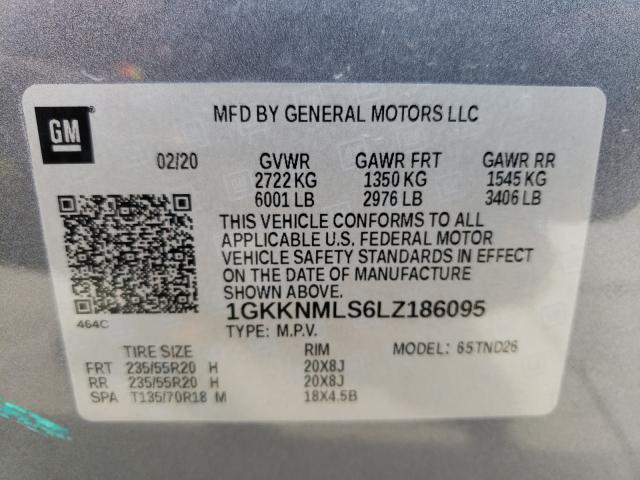 GM ®
MFD BY GENERAL MOTORS LLC
02/20 GVWR GAWR FRT GAWR RR
2722 KG 1350 KG 1545 KG
6001 LB 2976 LB 3406 LB
THIS VEHICLE CONFORMS TO ALL
APPLICABLE U.S. FEDERAL MOTOR
VEHICLE SAFETY STANDARDS IN EFFECT
ON THE DATE OF MANUFACTURE
SHOWN ABOVE.
464C
1GKKNMLS6LZ186095
TYPE: M.P.V.
TIRE SIZE RIM MODEL: 65TND26
FRT 235/55R20 H 20X8J
RR 235/55R20 H 20X8J
SPA T135/70R18 M 18X4.5B